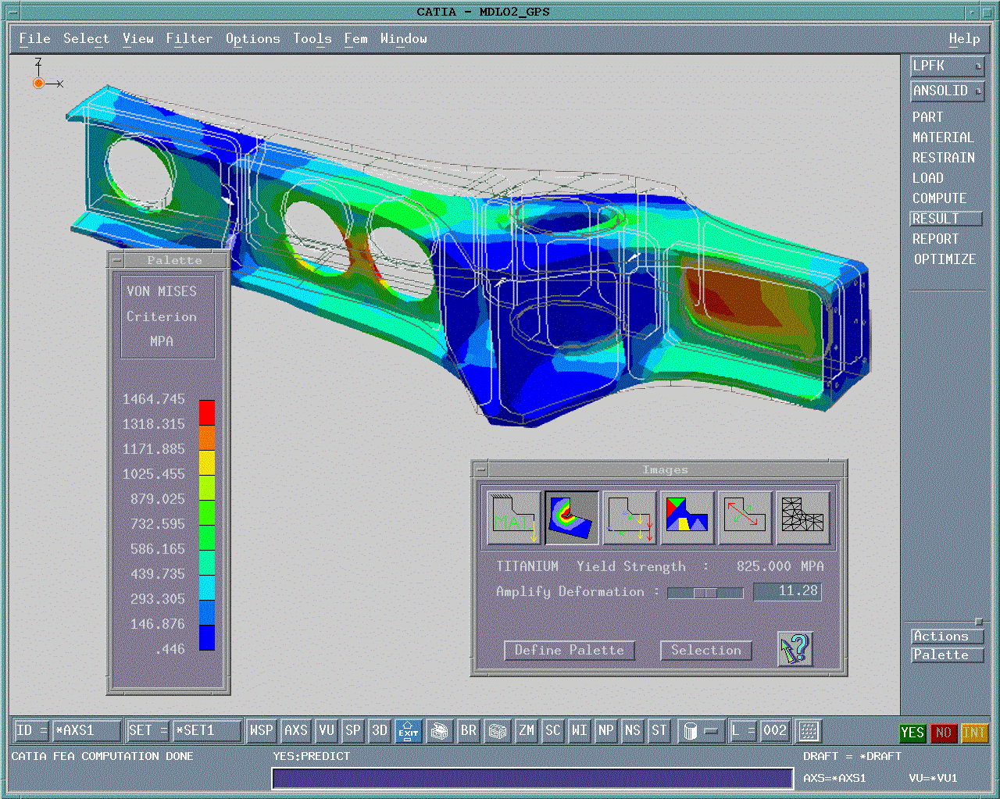 CATIA - MDLO2_GPS
File Select View Filter Options Tools Fem Window Help
Z
X
LPFK
ANSOLID
PART
MATERIAL
RESTRAIN
LOAD
COMPUTE
RESULT
REPORT
OPTIMIZE
Palette
VON MISES
Criterion
MPA
1464.745
1318.315
1171.885
1025.455
879.025
732.595
586.165
439.735
293.305
146.876
.446
Images
TITANIUM Yield Strength : 825.000 MPA
Amplify Deformation : 11.28
Define Palette Selection
Actions
Palette
ID = *AXS1 SET = *SET1 WSP AXS VU SP 3D EXIT BR ZM SC WI NP NS ST L = 002 YES NO INT
CATIA FEA COMPUTATION DONE YES:PREDICT DRAFT = *DRAFT
AXS=*AXS1 VU=*VU1